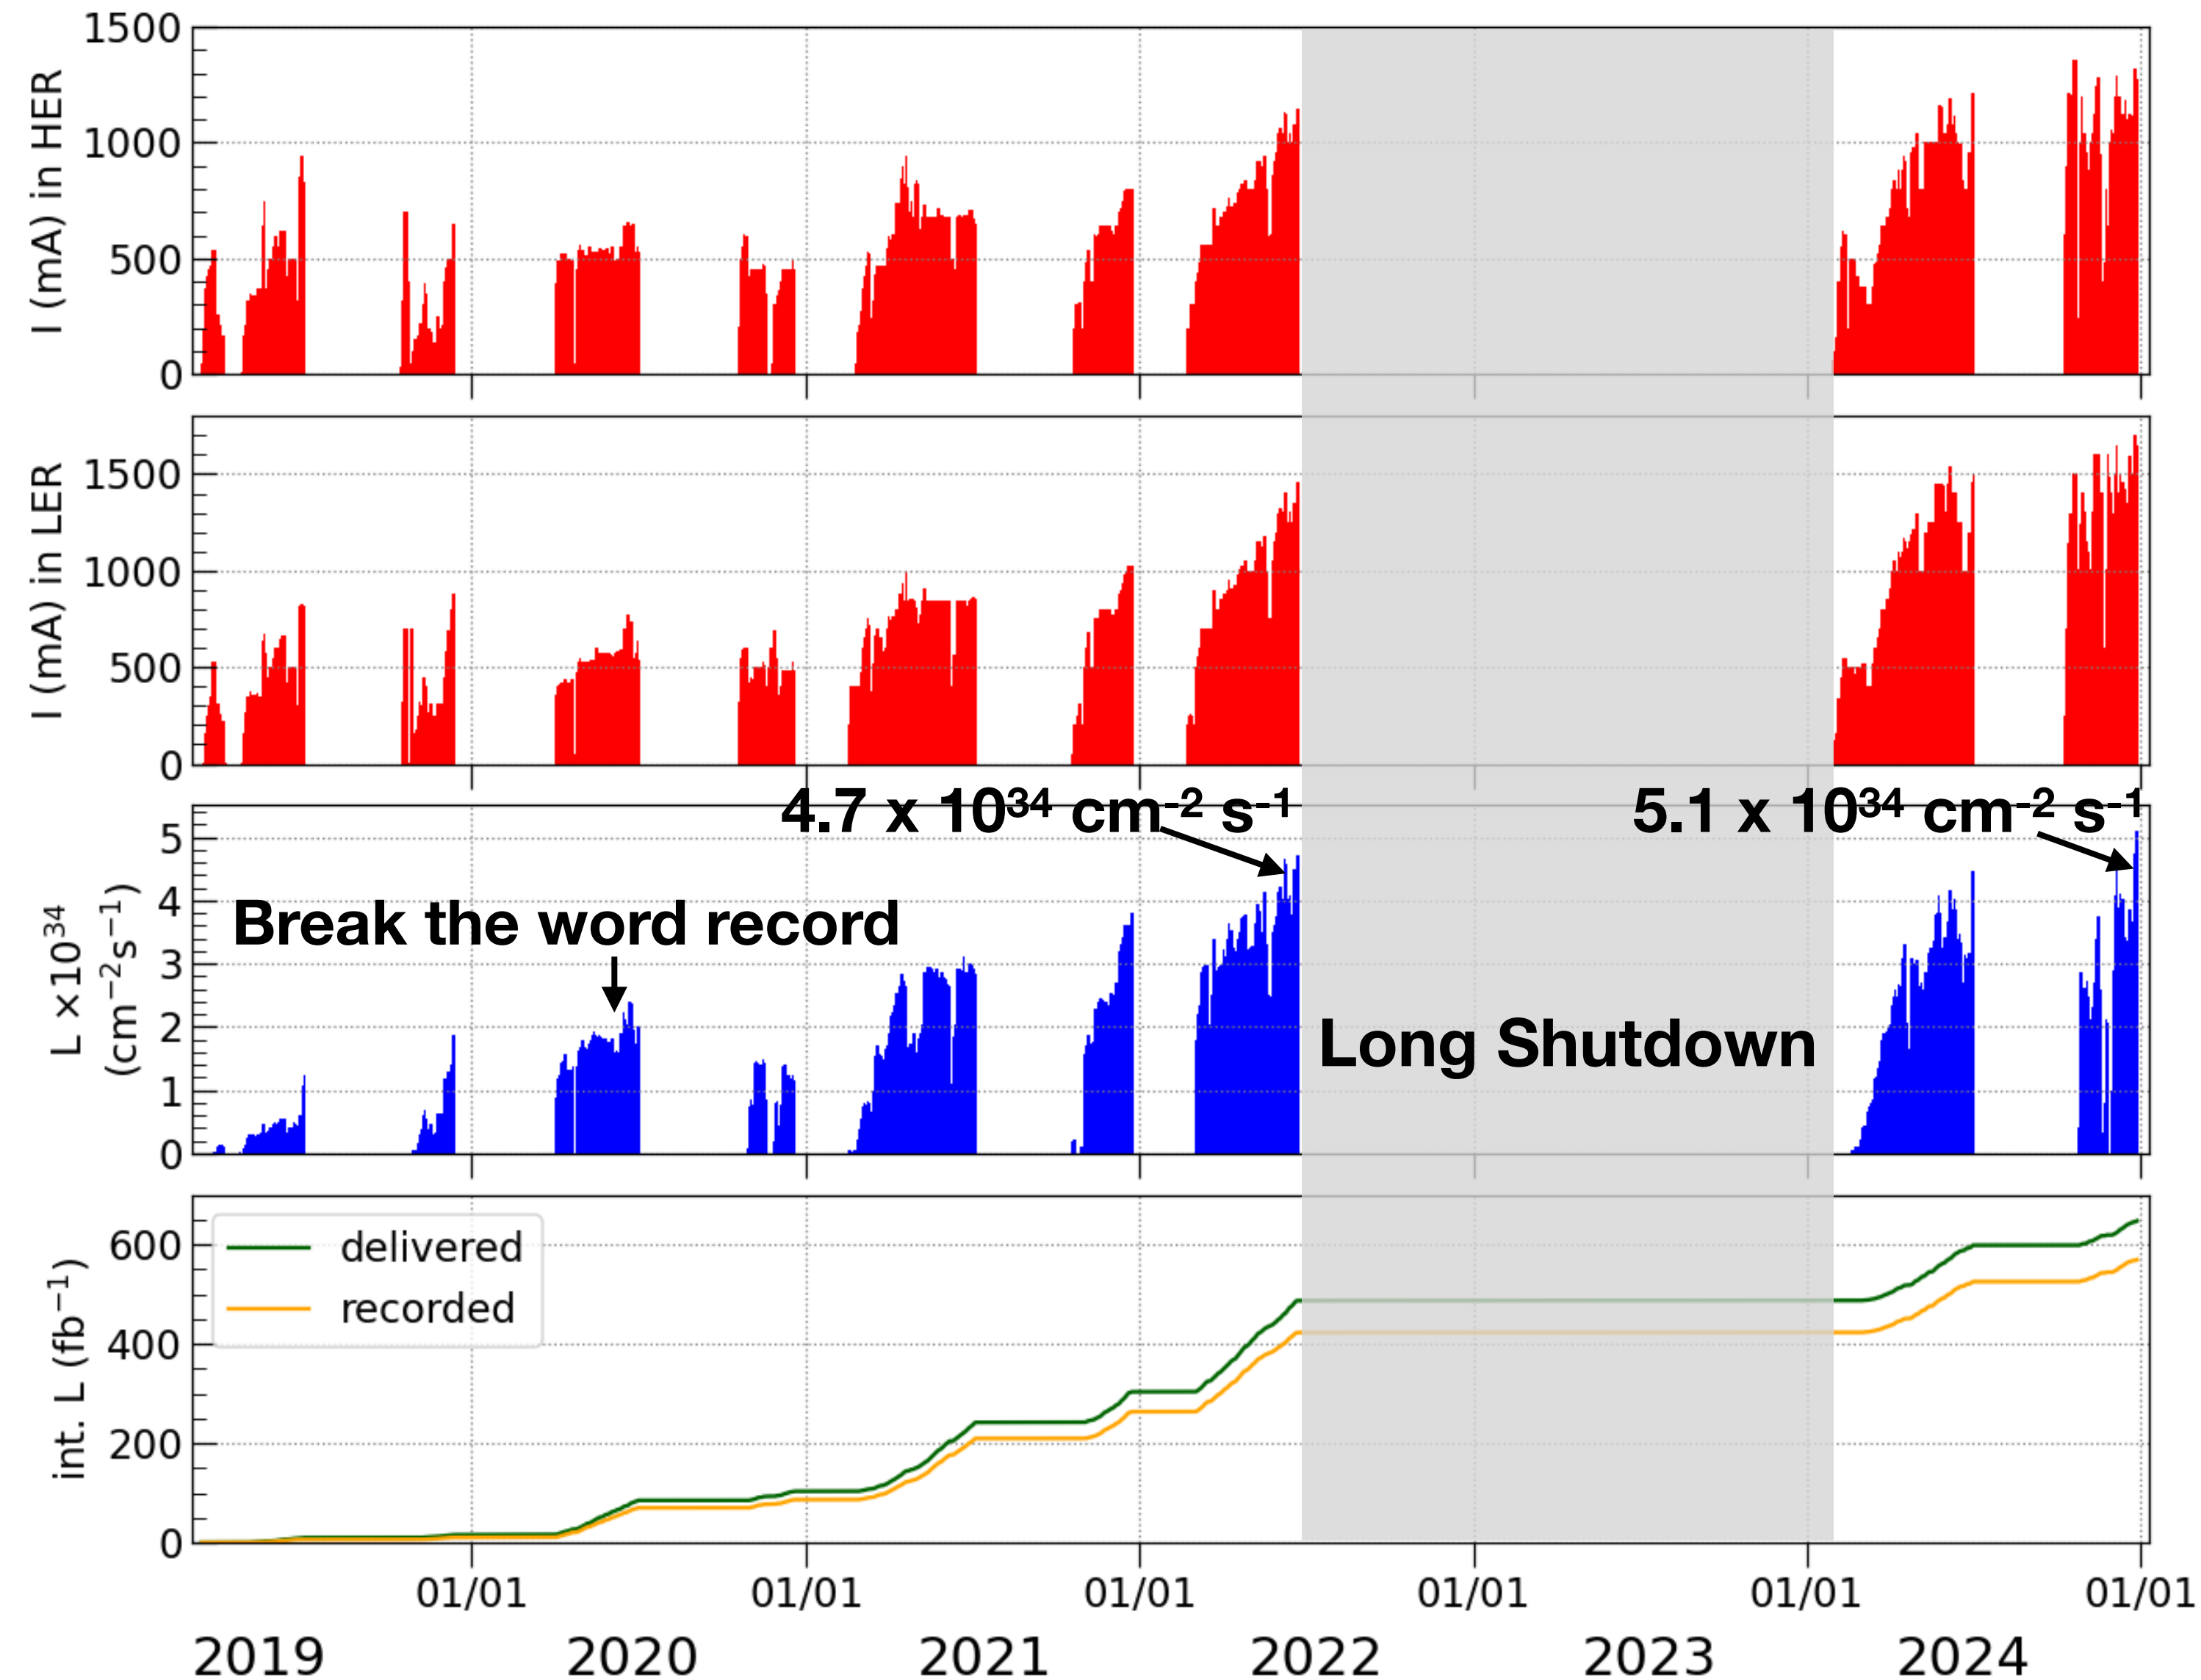 1500
1000
500
0
I (mA) in HER
1500
1000
500
0
I (mA) in LER
4.7 x 10³⁴ cm⁻² s⁻¹
5.1 x 10³⁴ cm⁻² s⁻¹
5
4
3
2
1
0
L ×10³⁴
(cm⁻²s⁻¹)
Break the word record
Long Shutdown
600
400
200
0
int. L (fb⁻¹)
delivered
recorded
01/01 01/01 01/01 01/01 01/01 01/01
2019 2020 2021 2022 2023 2024